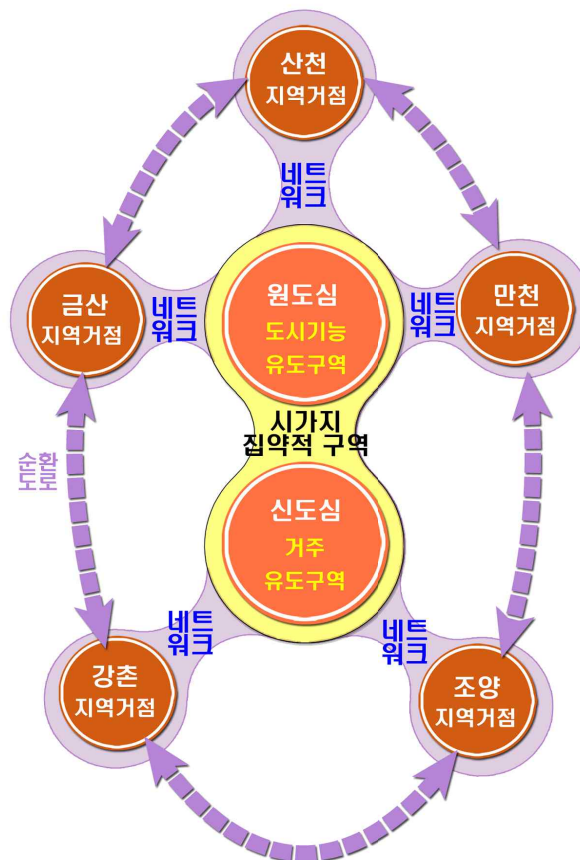 산천
지역거점
네트
워크
금산
지역거점
네트
워크
원도심
도시기능
유도구역
네트
워크
만천
지역거점
시가지
집약적 구역
순환
도로
신도심
거주
유도구역
네트
워크
네트
워크
강촌
지역거점
조양
지역거점